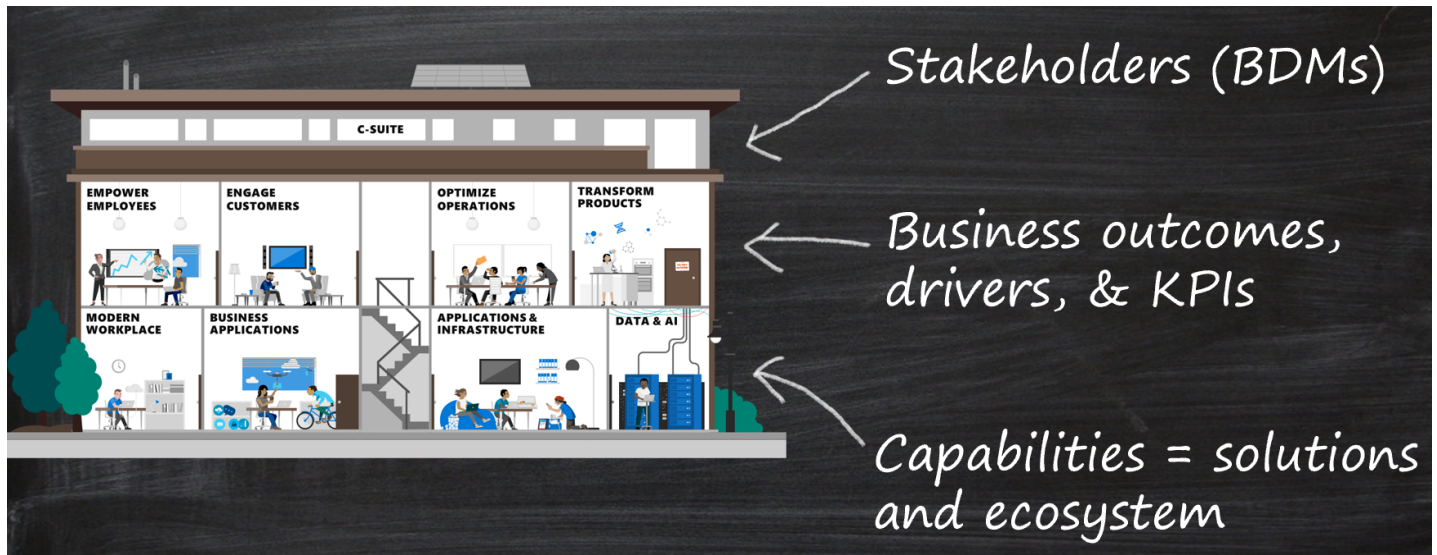 Stakeholders (BDMs)
C-SUITE
EMPOWER
EMPLOYEES
ENGAGE
CUSTOMERS
OPTIMIZE
OPERATIONS
TRANSFORM
PRODUCTS
Business outcomes,
drivers, & KPIs
MODERN
WORKPLACE
BUSINESS
APPLICATIONS
APPLICATIONS &
INFRASTRUCTURE
DATA & AI
Capabilities = solutions
and ecosystem